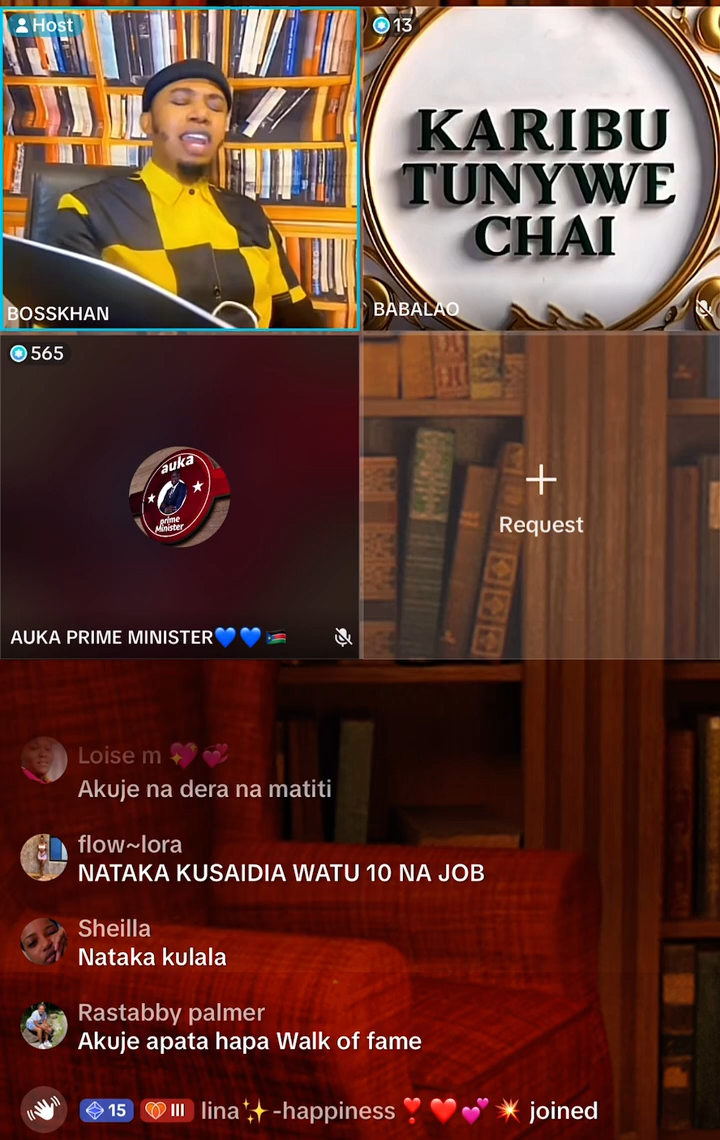 Host
BOSSKHAN
13
KARIBU
TUNYWE
CHAI
BABALAO
565
auka
prime
Minister
AUKA PRIME MINISTER💙💙🇸🇸
+
Request
Loise m 💖💞
Akuje na dera na matiti
flow~lora
NATAKA KUSAIDIA WATU 10 NA JOB
Sheilla
Nataka kulala
Rastabby palmer
Akuje apata hapa Walk of fame
15 III lina✨-happiness❣️❤️💕💥 joined